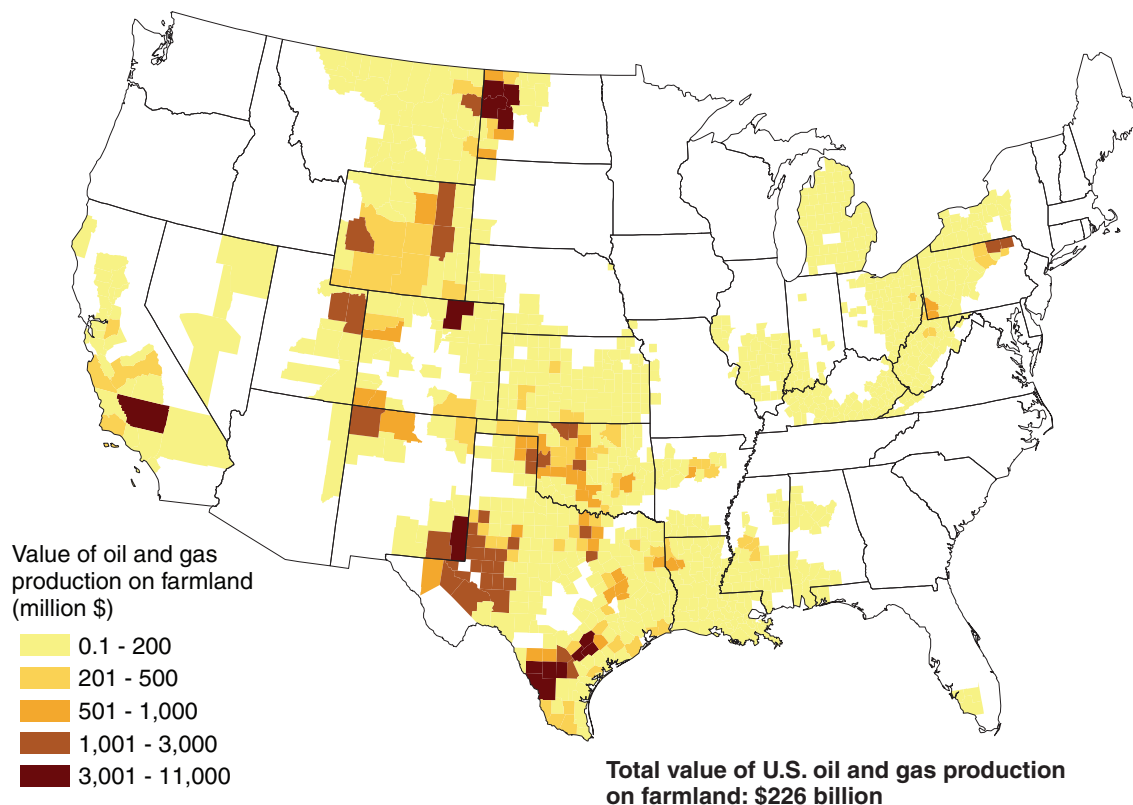 Value of oil and gas
production on farmland
(million $)
0.1 - 200
201 - 500
501 - 1,000
1,001 - 3,000
3,001 - 11,000
Total value of U.S. oil and gas production
on farmland: $226 billion